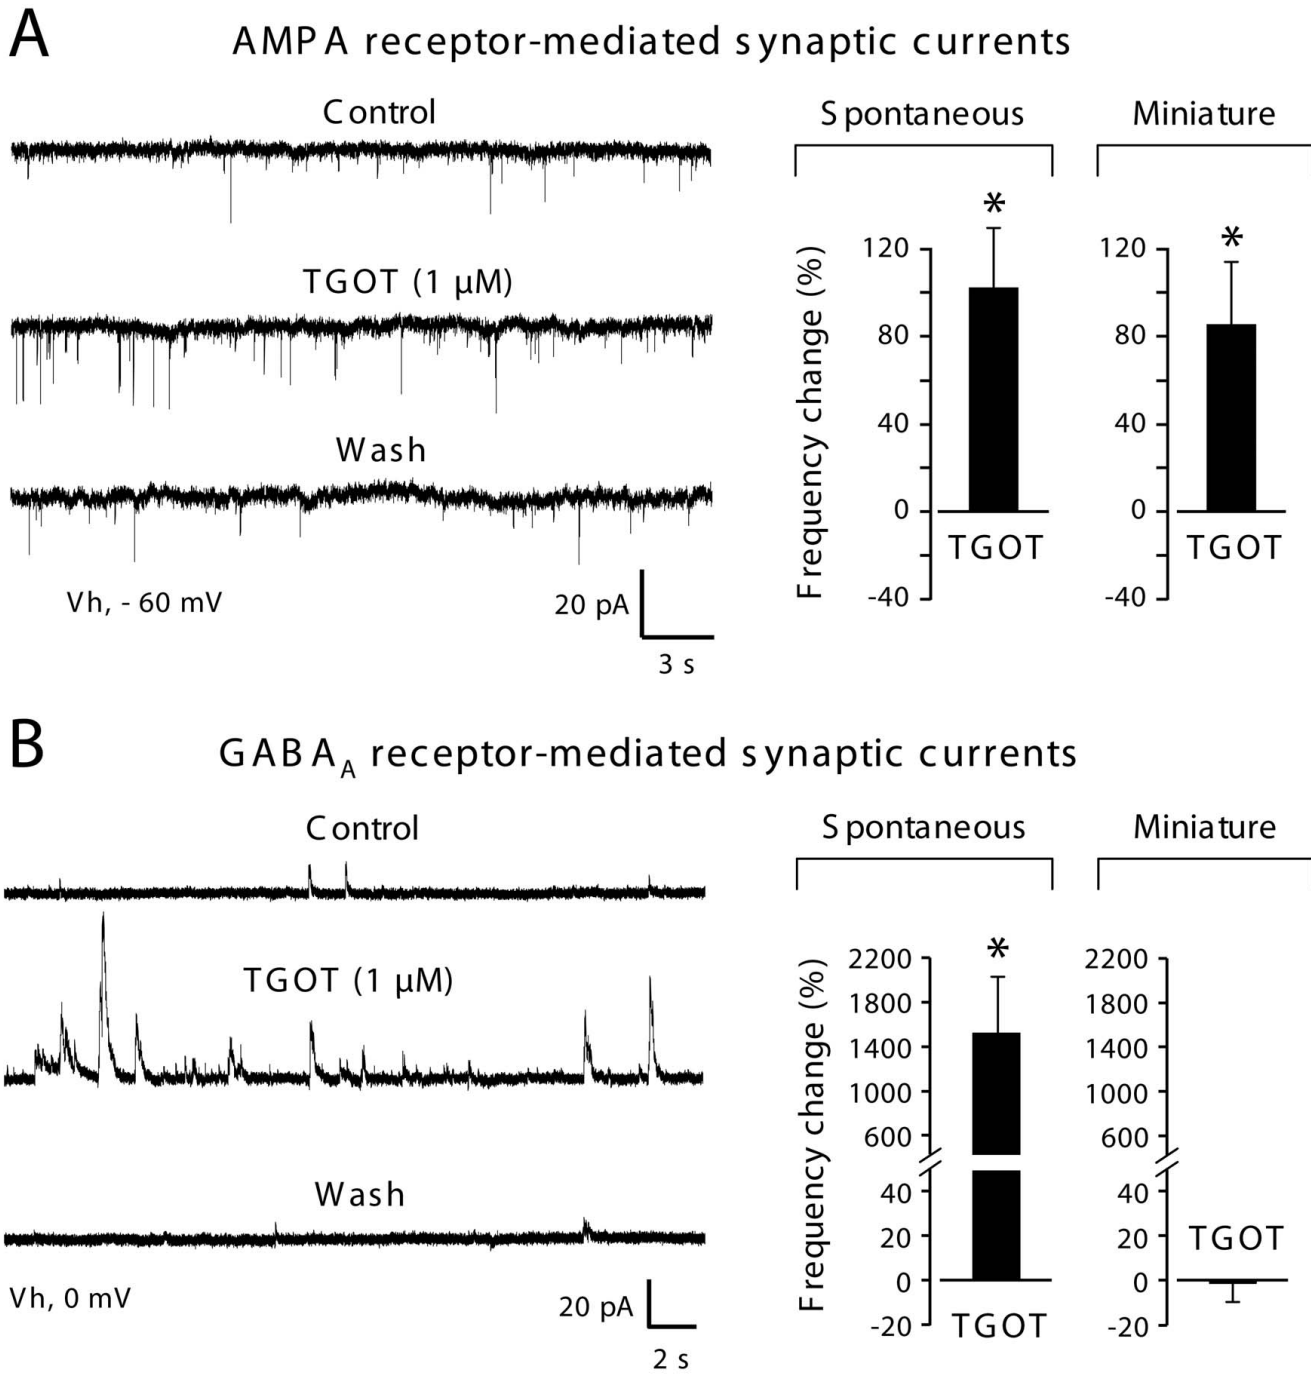 A
AMPA receptor-mediated synaptic currents
Control
TGOT (1 μM)
Wash
Vh, - 60 mV
20 pA
3 s
Spontaneous
Miniature
Frequency change (%)
120
80
40
0
-40
*
TGOT
120
80
40
0
-40
*
TGOT
B
GABAA receptor-mediated synaptic currents
Control
TGOT (1 μM)
Wash
Vh, 0 mV
20 pA
2 s
Spontaneous
Miniature
Frequency change (%)
2200
1800
1400
1000
600
40
20
0
-20
*
TGOT
2200
1800
1400
1000
600
40
20
0
-20
TGOT